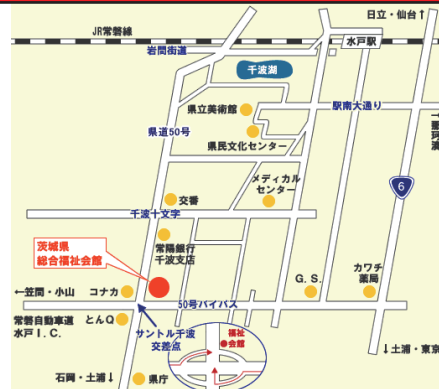 日立・仙台↑
JR常磐線
水戸駅
岩間街道
千波湖
県立美術館
駅南大通り
県道50号
県民文化センター
→那珂湊
メディカル
センター
6
交番
千波十文字
常陽銀行
千波支店
茨城県
総合福祉会館
←笠間・小山
コナカ
G.S.
カワチ
薬局
50号バイパス
常磐自動車道
水戸I.C.
とんQ
サントル千波
交差点
福祉
会館
↓土浦・東京
石岡・土浦↓
県庁